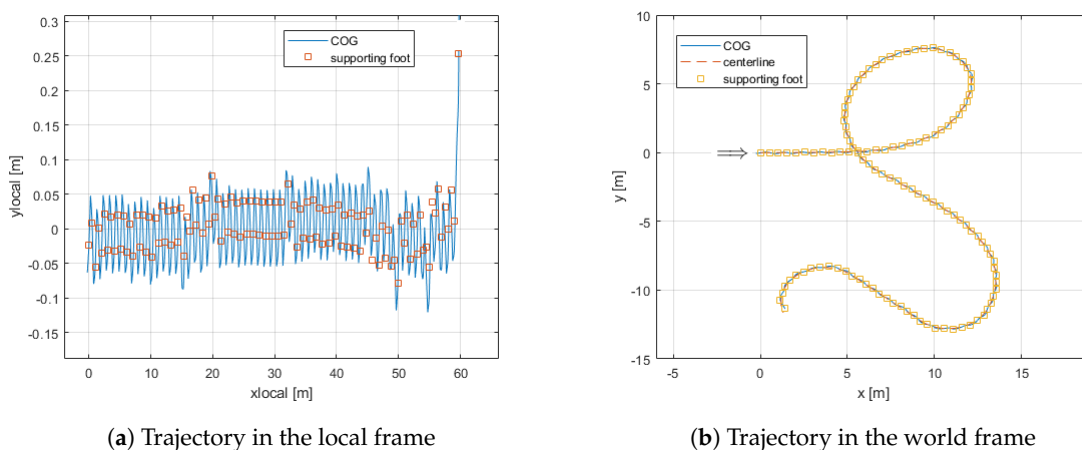 0.3
0.25
0.2
0.15
0.1
0.05
0
-0.05
-0.1
-0.15
ylocal [m]
COG
supporting foot
0 10 20 30 40 50 60
xlocal [m]
(a) Trajectory in the local frame
10
5
0
-5
-10
-15
y [m]
COG
centerline
supporting foot
-5 0 5 10 15
x [m]
(b) Trajectory in the world frame